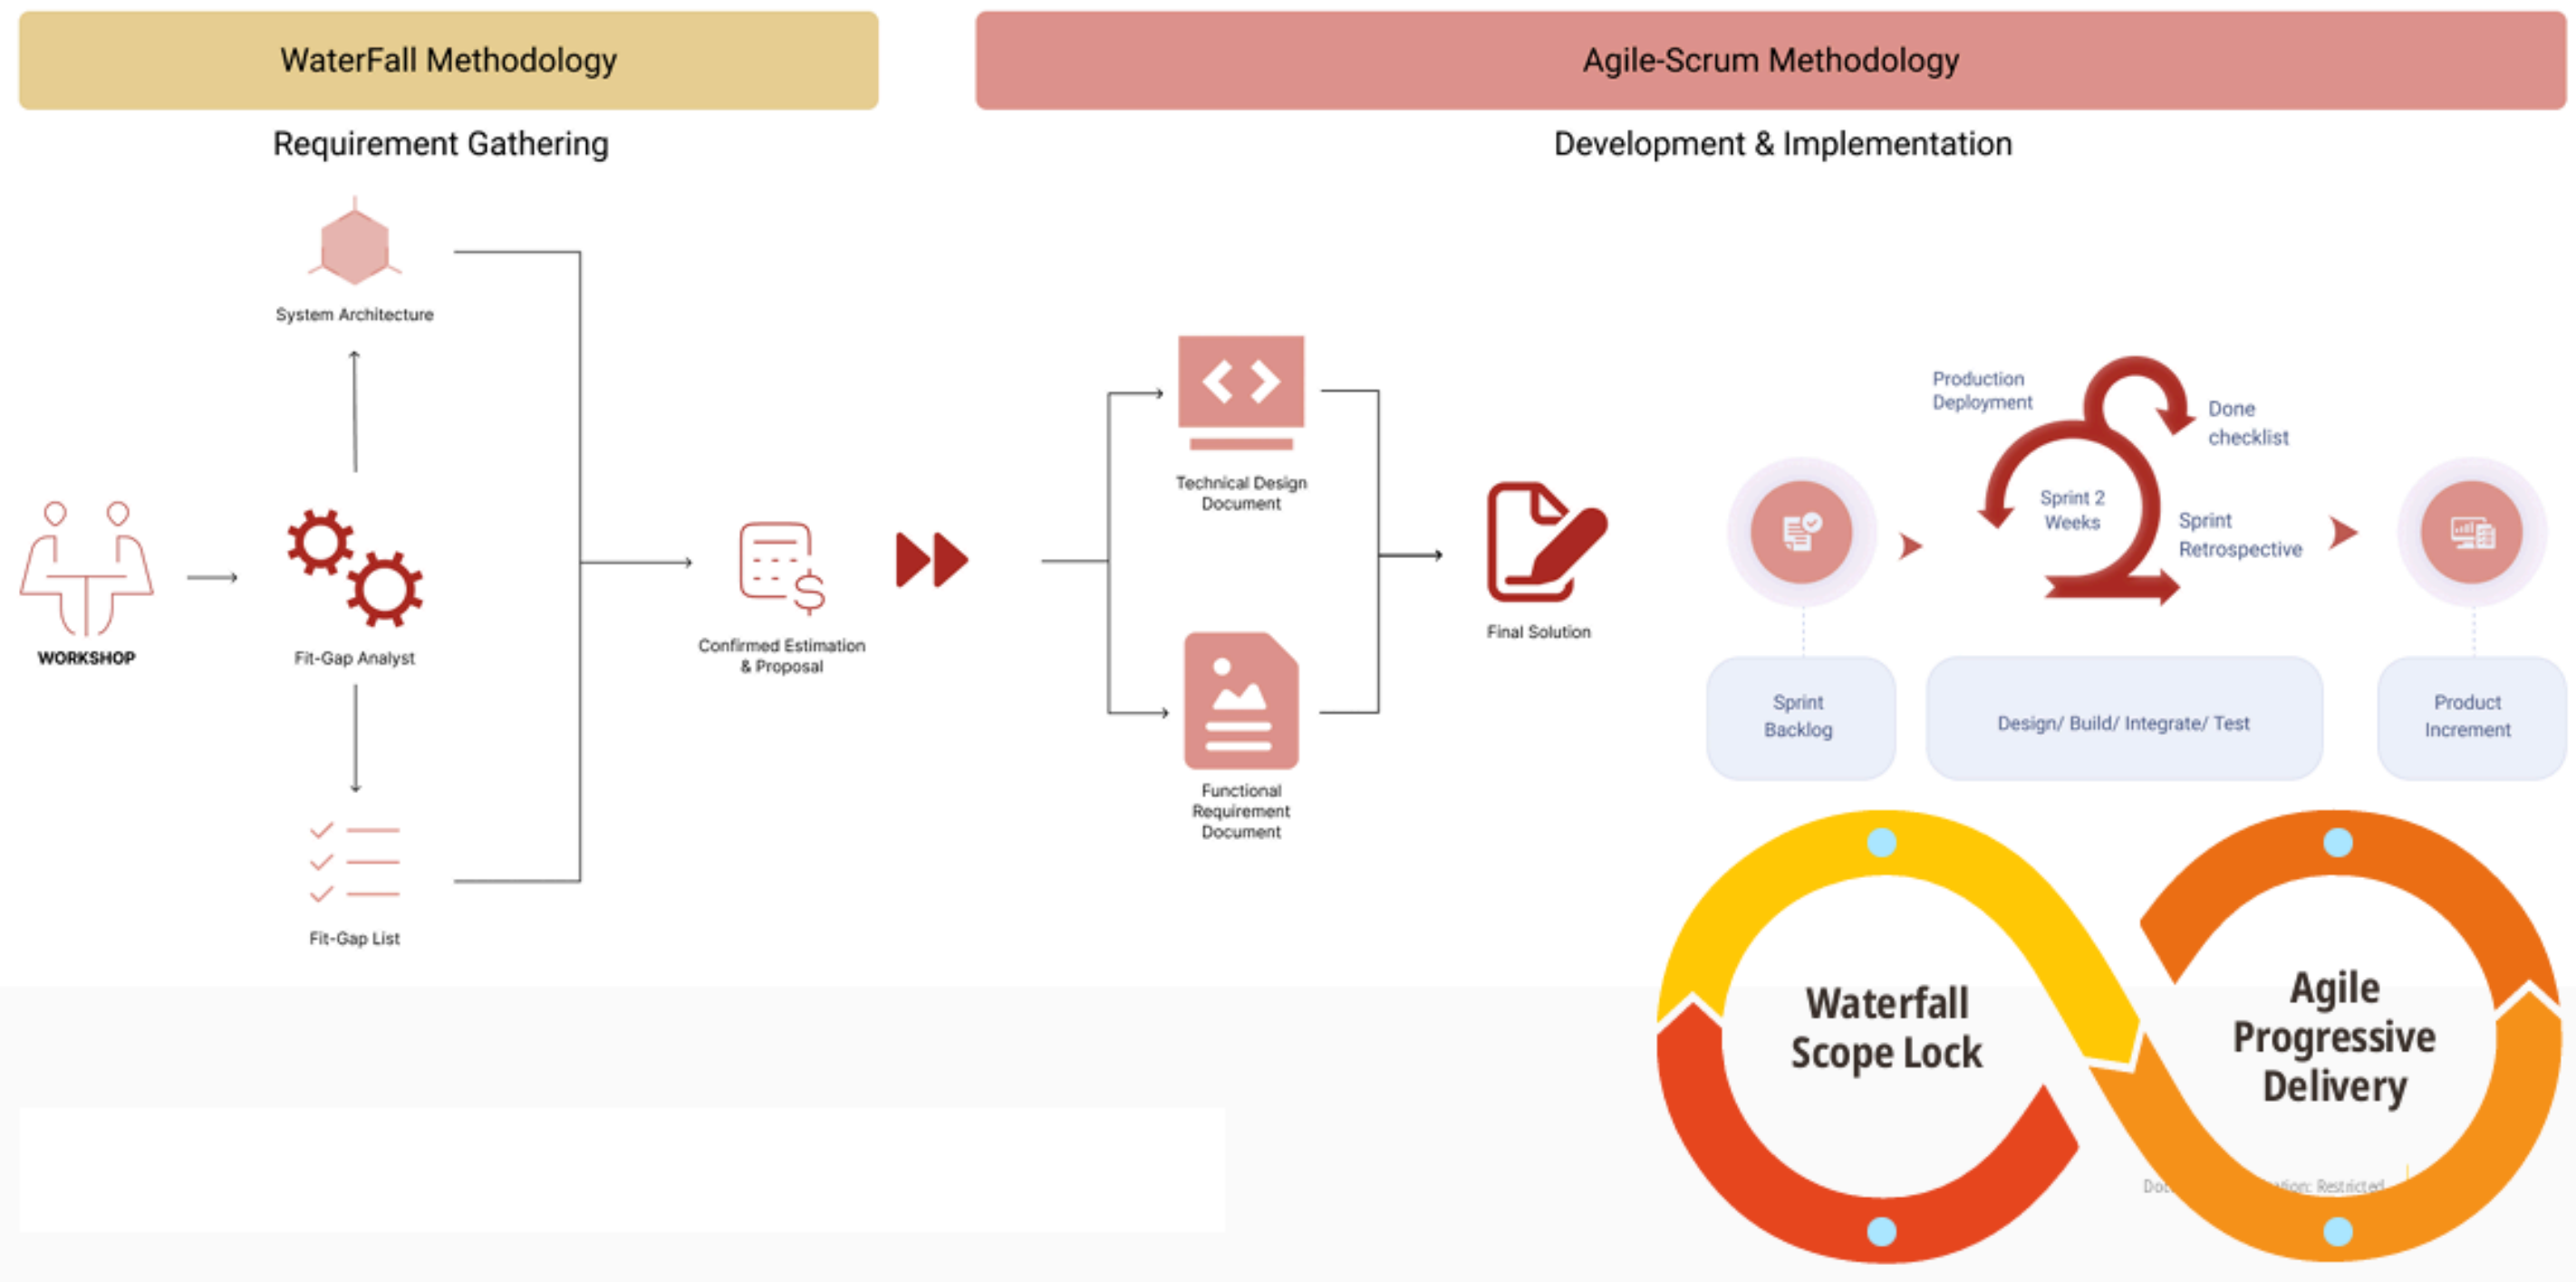 WaterFall Methodology
Agile-Scrum Methodology
Requirement Gathering
Development & Implementation
System Architecture
WORKSHOP
Fit-Gap Analyst
Fit-Gap List
Confirmed Estimation
& Proposal
Technical Design
Document
Functional
Requirement
Document
Final Solution
Production
Deployment
Done
checklist
Sprint 2
Weeks
Sprint
Retrospective
Sprint
Backlog
Design/ Build/ Integrate/ Test
Product
Increment
Waterfall
Scope Lock
Agile
Progressive
Delivery
Restricted